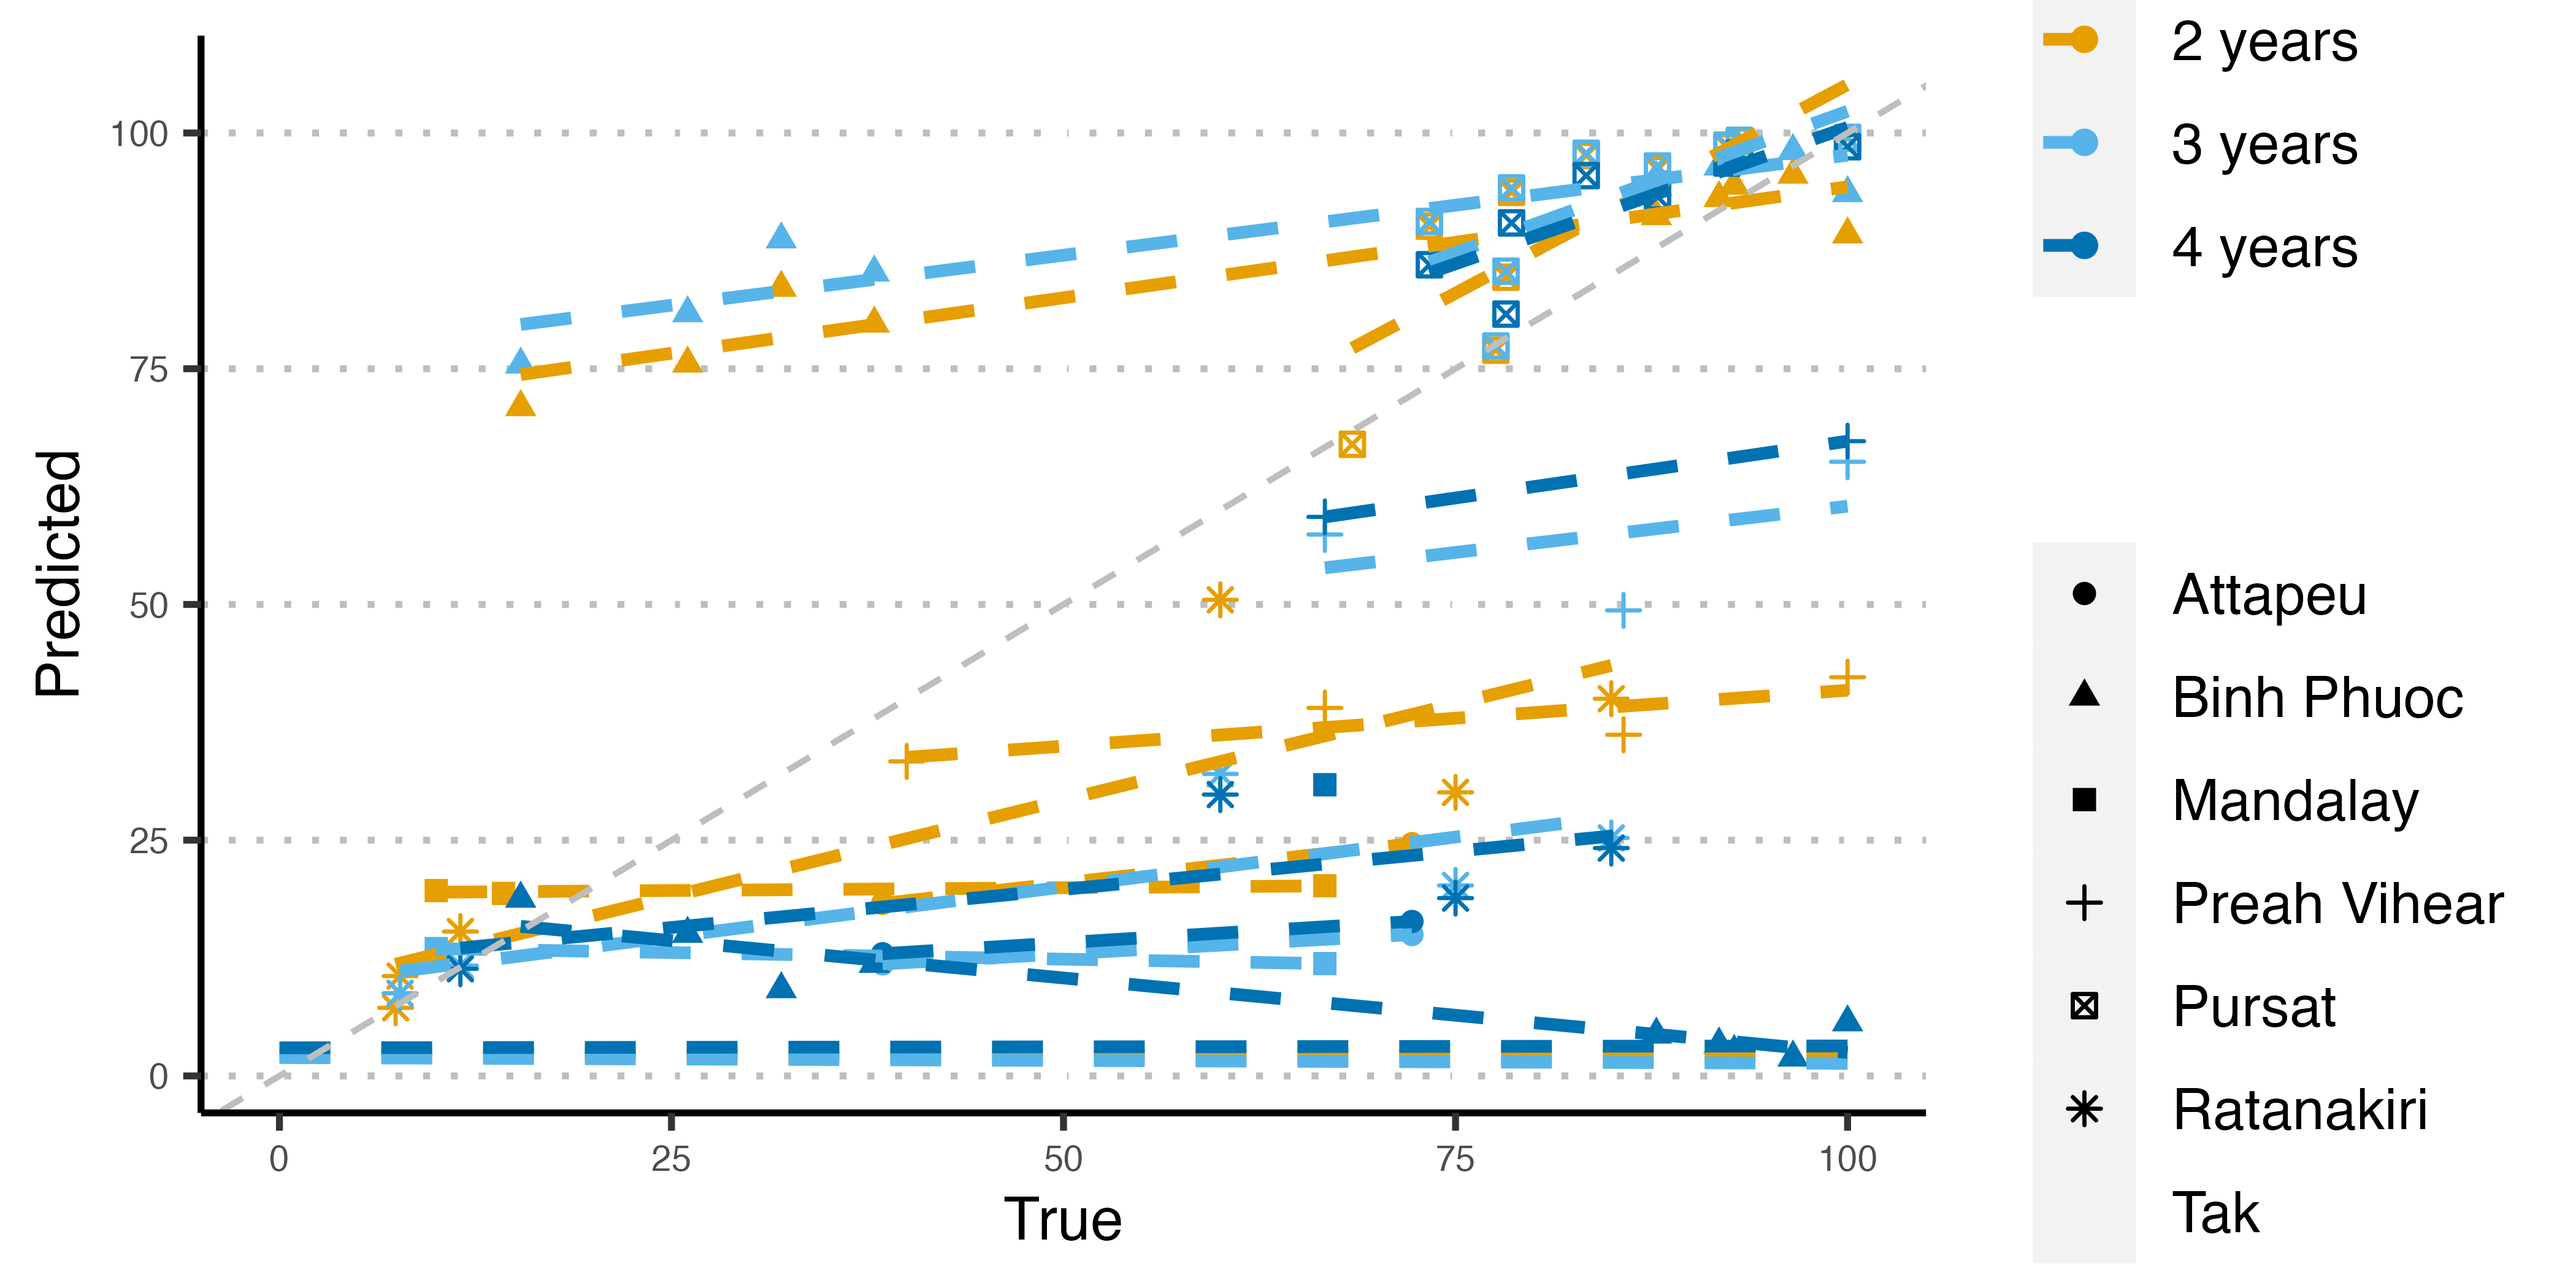 Predicted
100
75
50
25
0
0 25 50 75 100
True
2 years
3 years
4 years
Attapeu
Binh Phuoc
Mandalay
Preah Vihear
Pursat
Ratanakiri
Tak